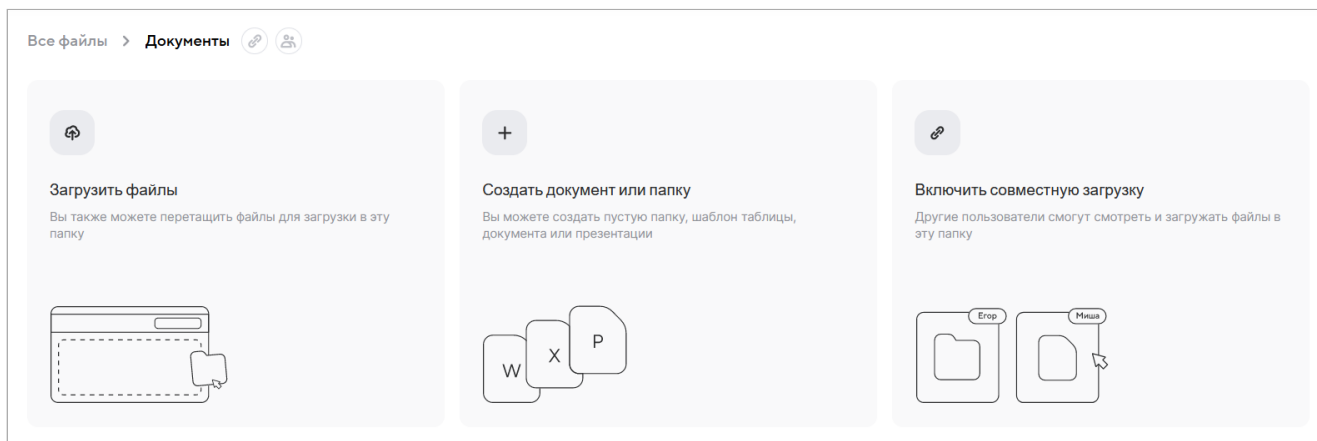 Все файлы > Документы
Загрузить файлы
Вы также можете перетащить файлы для загрузки в эту
папку
Создать документ или папку
Вы можете создать пустую папку, шаблон таблицы,
документа или презентации
W
X
P
Включить совместную загрузку
Другие пользователи смогут смотреть и загружать файлы в
эту папку
Егор
Миша